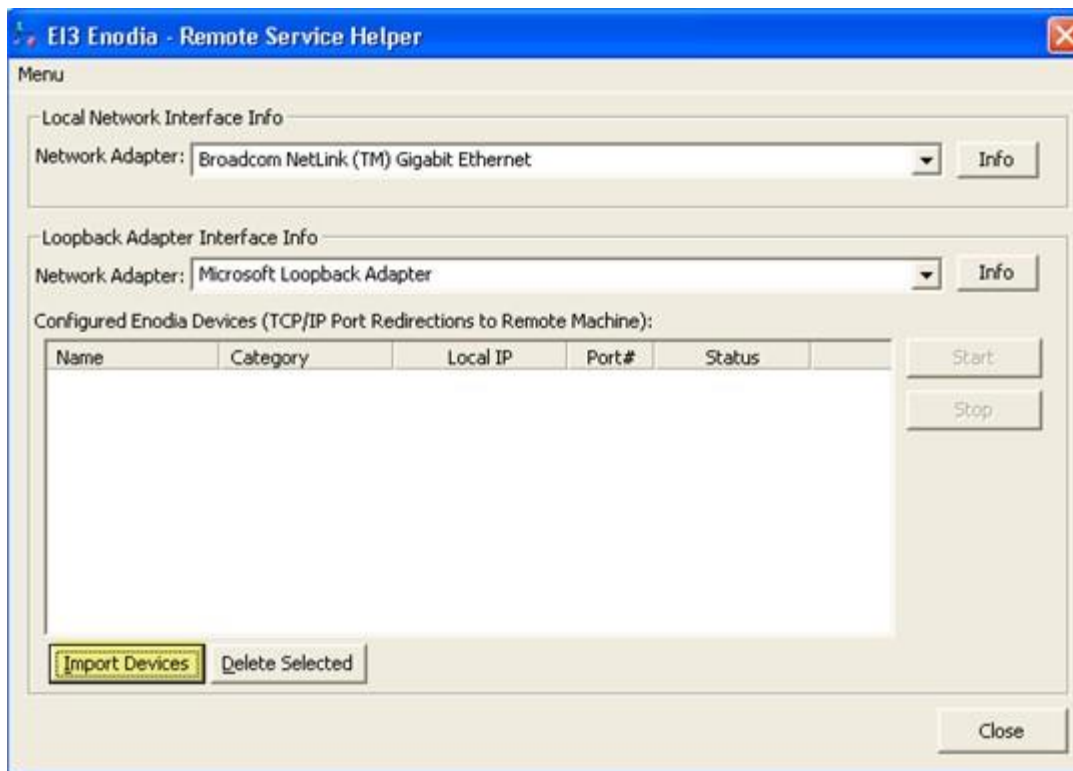 EI3 Enodia - Remote Service Helper
Menu
Local Network Interface Info
Network Adapter: Broadcom NetLink (TM) Gigabit Ethernet Info
Loopback Adapter Interface Info
Network Adapter: Microsoft Loopback Adapter Info
Configured Enodia Devices (TCP/IP Port Redirections to Remote Machine):
Name Category Local IP Port# Status
Start
Stop
Import Devices Delete Selected
Close